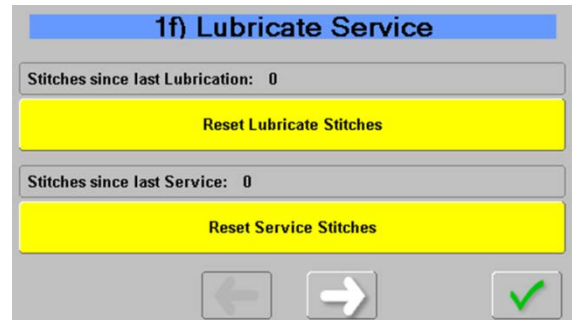 1f) Lubricate Service
Stitches since last Lubrication: 0
Reset Lubricate Stitches
Stitches since last Service: 0
Reset Service Stitches